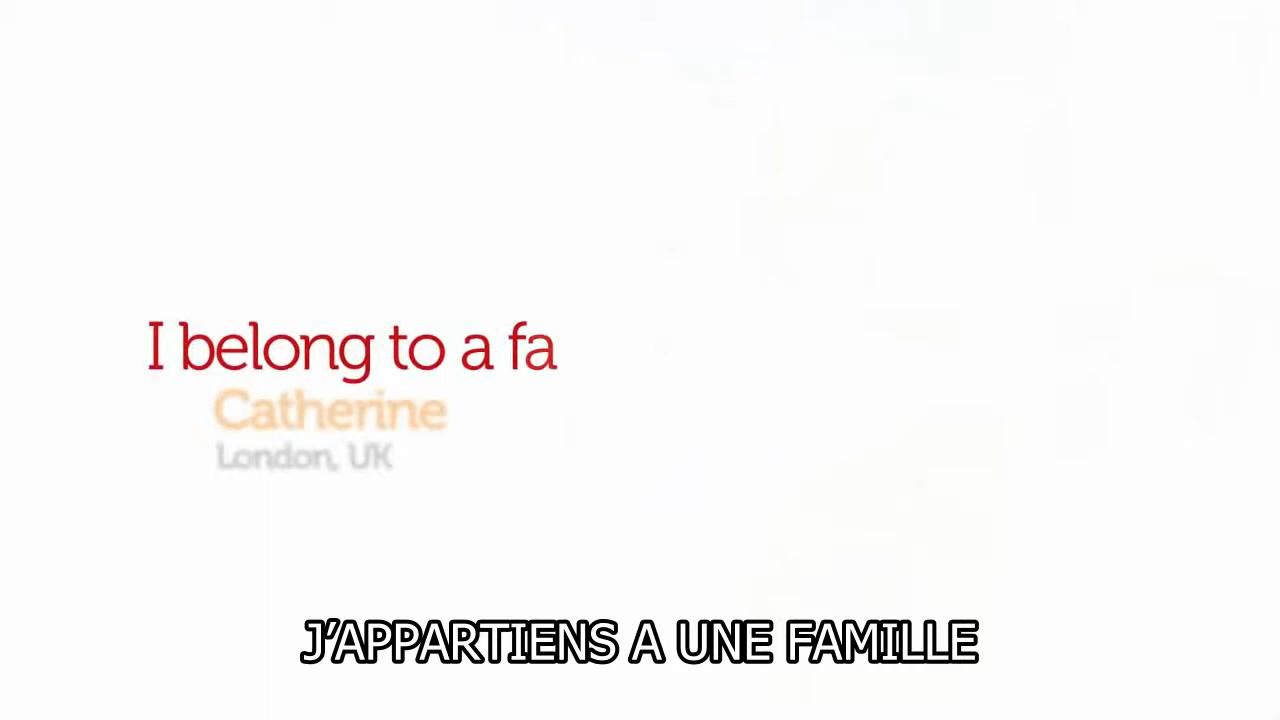 I belong to a fa
Catherine
London, UK
J'APPARTIENS A UNE FAMILLE